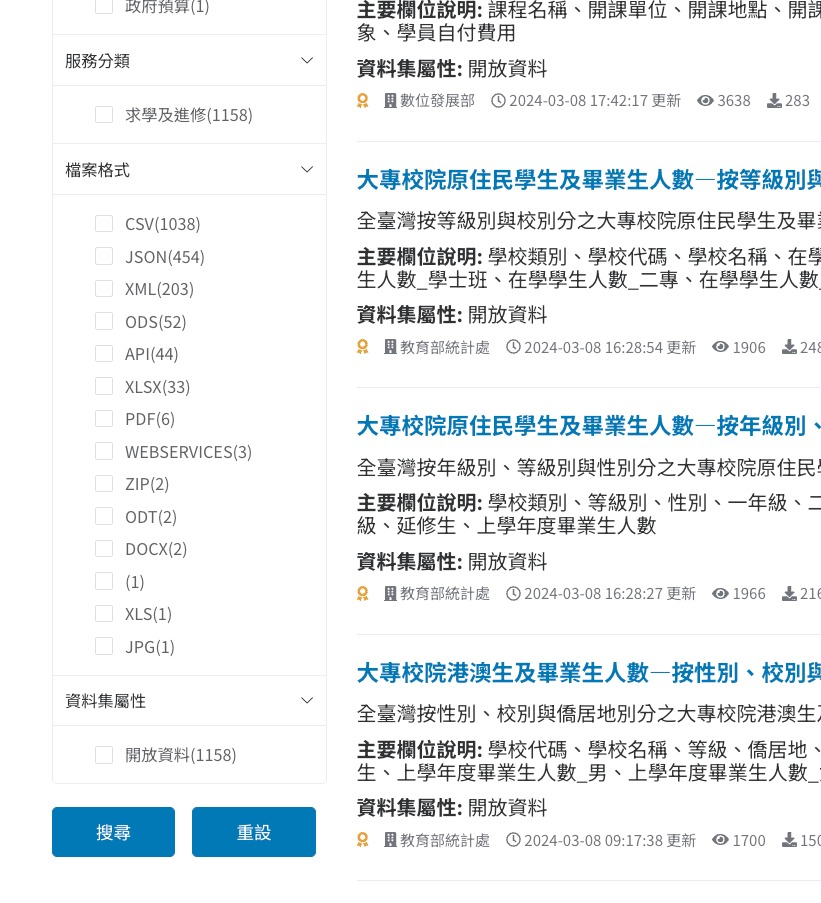 政府預算(1)
服務分類
求學及進修(1158)
檔案格式
CSV(1038)
JSON(454)
XML(203)
ODS(52)
API(44)
XLSX(33)
PDF(6)
WEBSERVICES(3)
ZIP(2)
ODT(2)
DOCX(2)
(1)
XLS(1)
JPG(1)
資料集屬性
開放資料(1158)
搜尋
重設
主要欄位說明: 課程名稱、開課單位、開課地點、開課
象、學員自付費用
資料集屬性: 開放資料
數位發展部 2024-03-08 17:42:17 更新 3638 283
大專校院原住民學生及畢業生人數—按等級別與
全臺灣按等級別與校別分之大專校院原住民學生及畢業
主要欄位說明: 學校類別、學校代碼、學校名稱、在學
生人數_學士班、在學學生人數_二專、在學學生人數_
資料集屬性: 開放資料
教育部統計處 2024-03-08 16:28:54 更新 1906 248
大專校院原住民學生及畢業生人數—按年級別、
全臺灣按年級別、等級別與性別分之大專校院原住民學
主要欄位說明: 學校類別、等級別、性別、一年級、二
級、延修生、上學年度畢業生人數
資料集屬性: 開放資料
教育部統計處 2024-03-08 16:28:27 更新 1966 216
大專校院港澳生及畢業生人數—按性別、校別與
全臺灣按性別、校別與僑居地別分之大專校院港澳生及
主要欄位說明: 學校代碼、學校名稱、等級、僑居地、
生、上學年度畢業生人數_男、上學年度畢業生人數_
資料集屬性: 開放資料
教育部統計處 2024-03-08 09:17:38 更新 1700 150